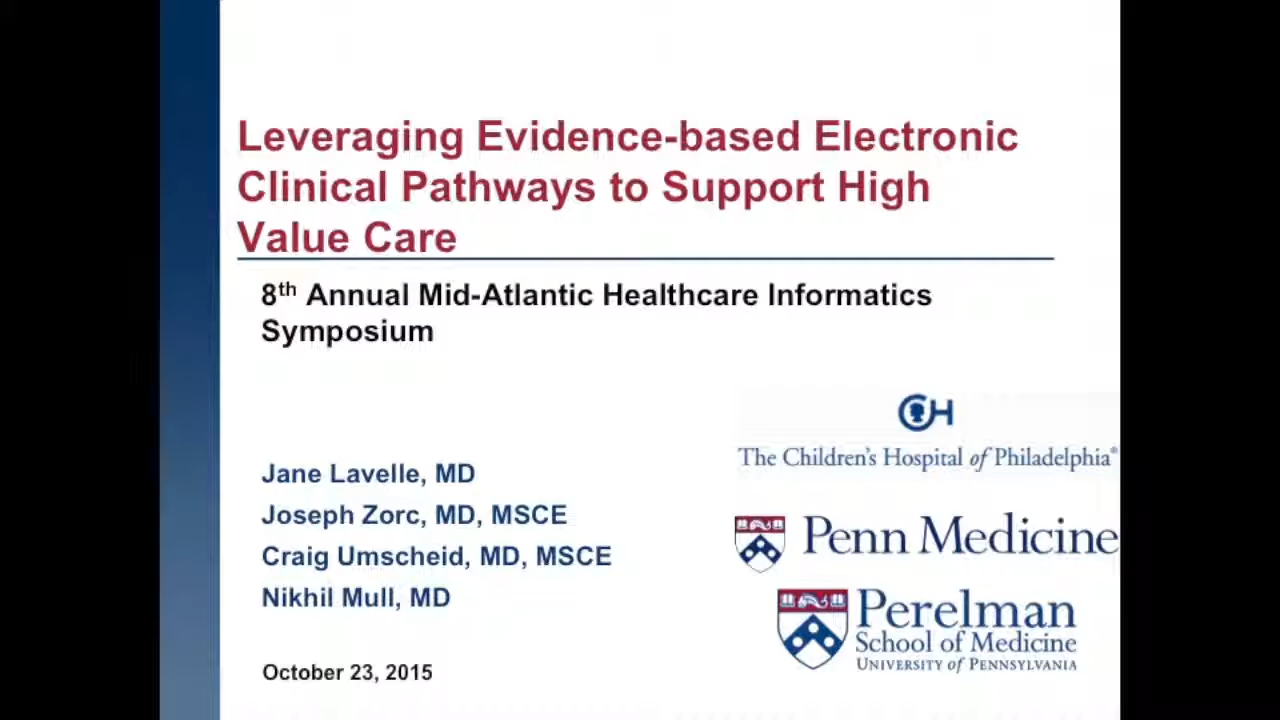 Leveraging Evidence-based Electronic
Clinical Pathways to Support High
Value Care
8th Annual Mid-Atlantic Healthcare Informatics
Symposium
CH
The Children's Hospital of Philadelphia®
Jane Lavelle, MD
Joseph Zorc, MD, MSCE
Craig Umscheid, MD, MSCE
Nikhil Mull, MD
Penn Medicine
Perelman
School of Medicine
UNIVERSITY of PENNSYLVANIA
October 23, 2015